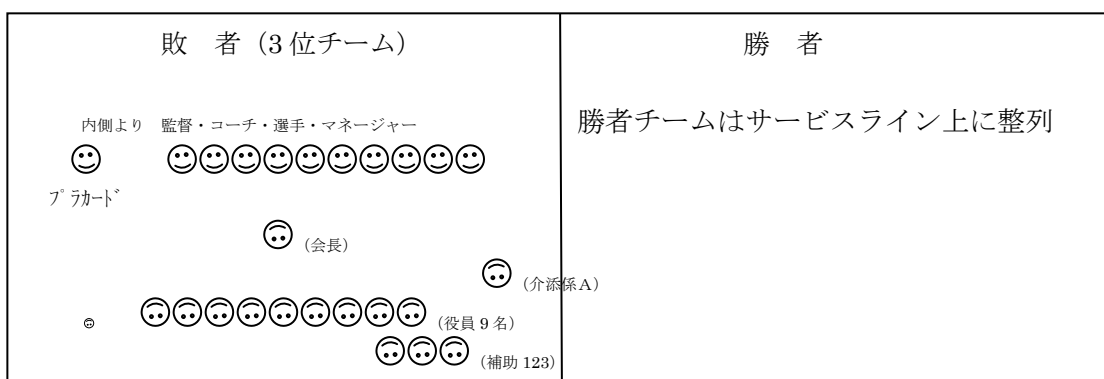 敗　者（3 位チーム）
勝　者
内側より　監督・コーチ・選手・マネージャー
勝者チームはサービスライン上に整列
ﾌﾟﾗｶｰﾄﾞ
（会長）
（介添係A）
（役員 9 名）
（補助 123）